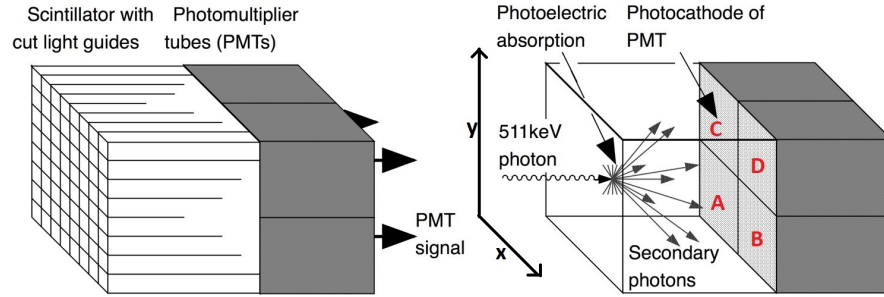 Scintillator with
cut light guides
Photomultiplier
tubes (PMTs)
PMT
signal
Photoelectric
absorption
Photocathode of
PMT
y
511keV
photon
x
C
D
A
B
Secondary
photons